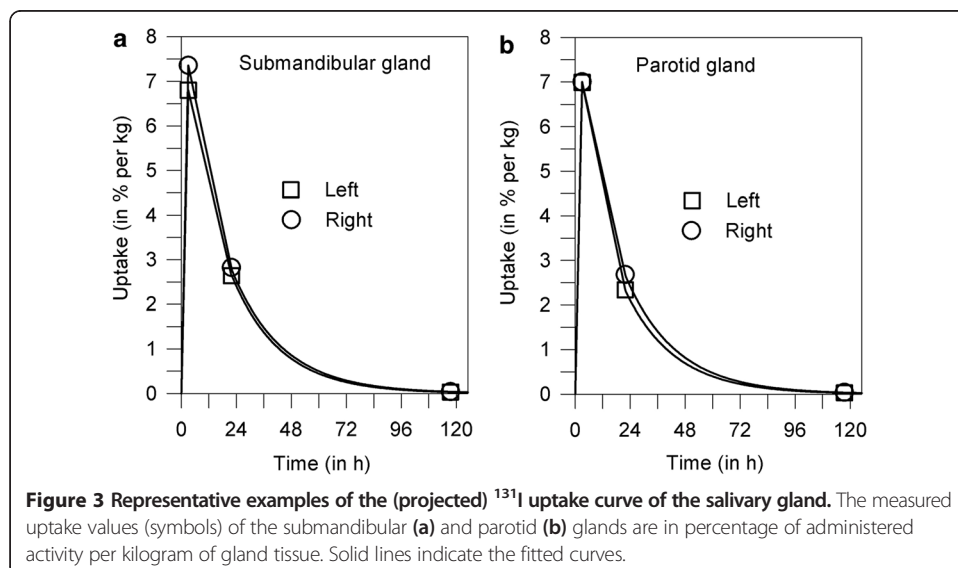 a
8
7
6
5
4
3
2
1
0
Uptake (in % per kg)
Submandibular gland
Left
Right
0 24 48 72 96 120
Time (in h)
b
8
7
6
5
4
3
2
1
0
Uptake (in % per kg)
Parotid gland
Left
Right
0 24 48 72 96 120
Time (in h)
Figure 3 Representative examples of the (projected) ¹³¹I uptake curve of the salivary gland. The measured
uptake values (symbols) of the submandibular (a) and parotid (b) glands are in percentage of administered
activity per kilogram of gland tissue. Solid lines indicate the fitted curves.